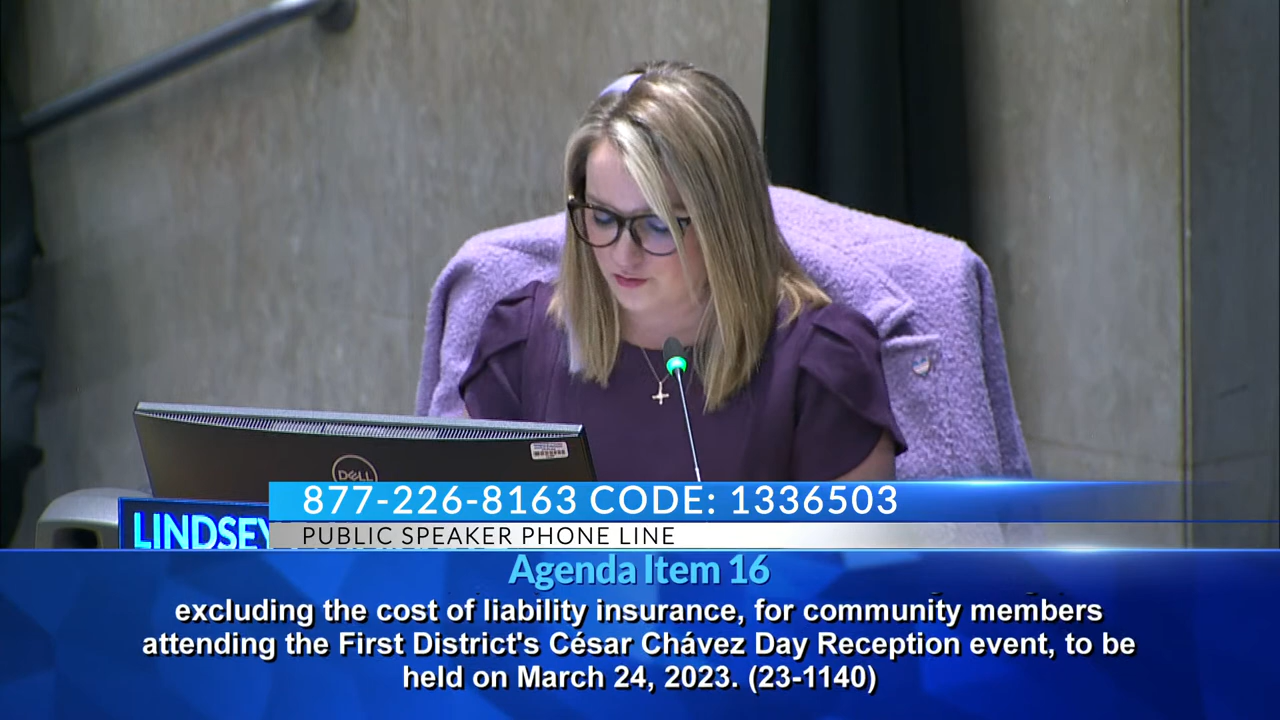 DELL
877-226-8163 CODE: 1336503
LINDSEY
PUBLIC SPEAKER PHONE LINE
Agenda Item 16
excluding the cost of liability insurance, for community members
attending the First District's César Chávez Day Reception event, to be
held on March 24, 2023. (23-1140)